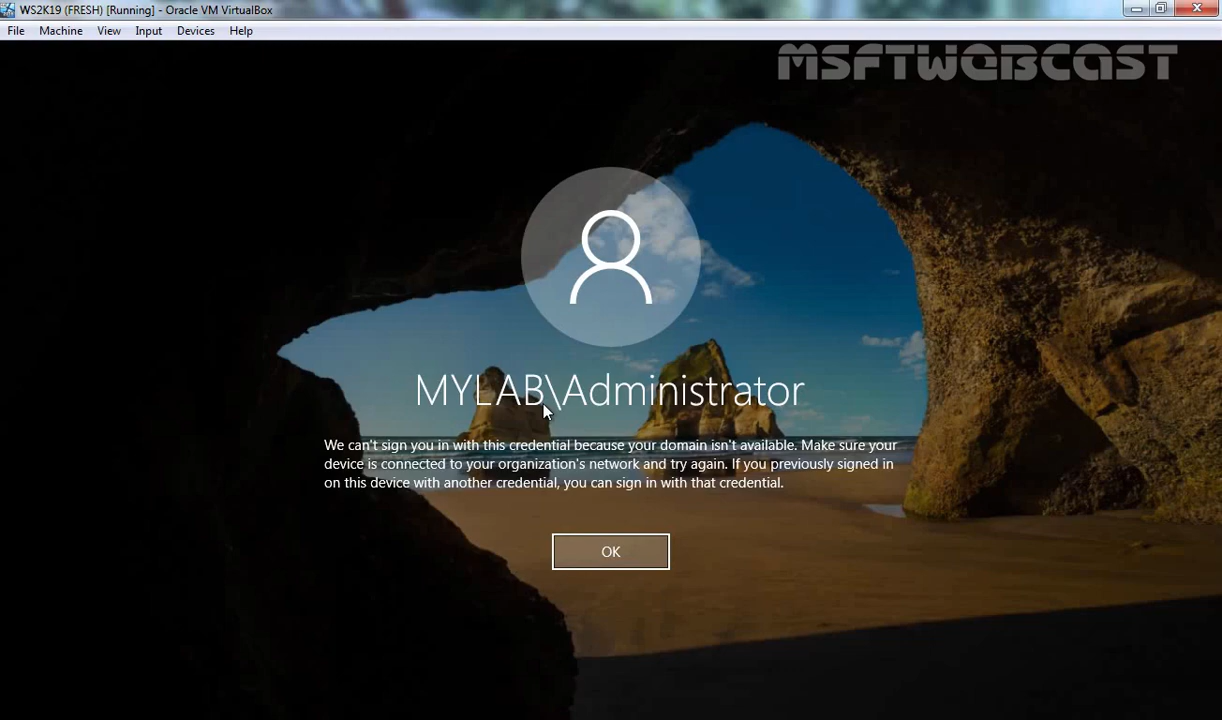 WS2K19 (FRESH) [Running] - Oracle VM VirtualBox
File Machine View Input Devices Help
MSFTWEBCAST
MYLAB\Administrator
We can't sign you in with this credential because your domain isn't available. Make sure your
device is connected to your organization's network and try again. If you previously signed in
on this device with another credential, you can sign in with that credential.
OK